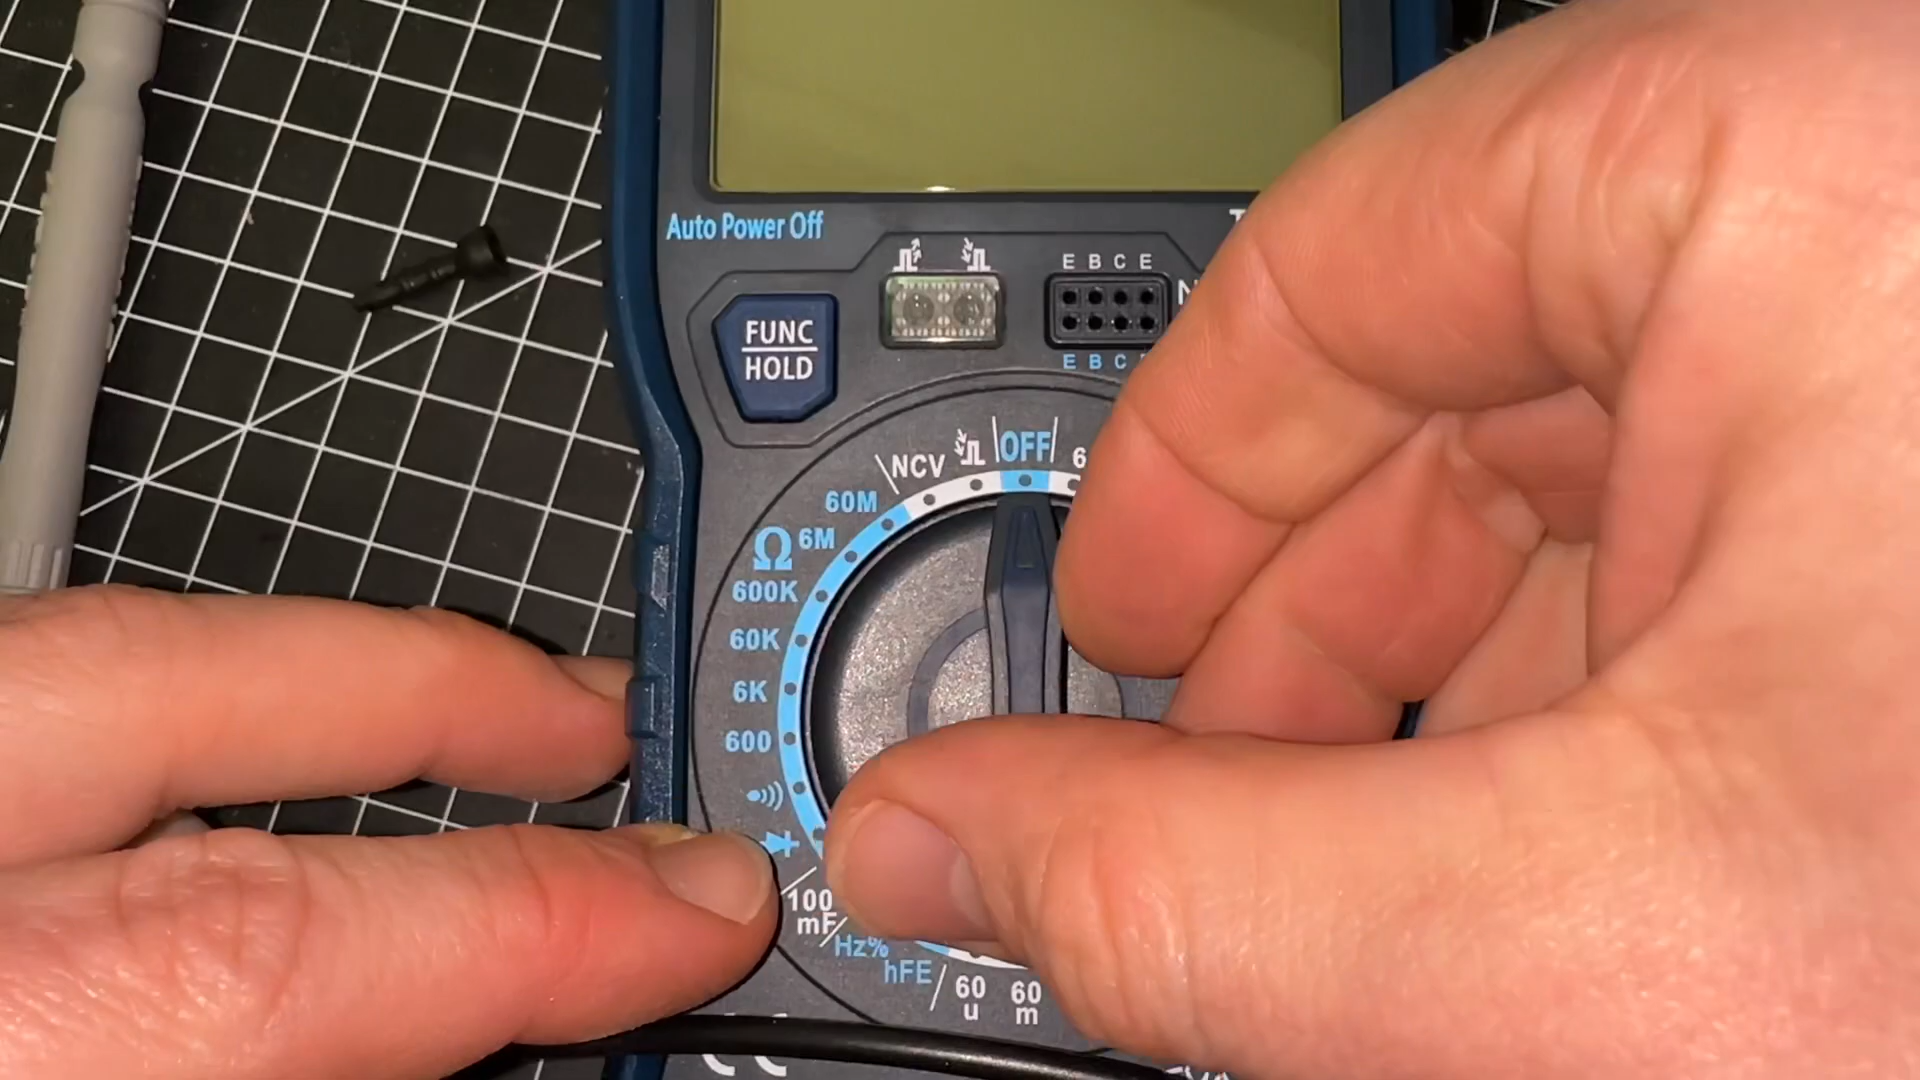 Auto Power Off
E B C E
FUNC
HOLD
E B C
OFF
NCV
60M
Ω 6M
600K
60K
6K
600
100
mF
Hz%
hFE
60
u
60
m